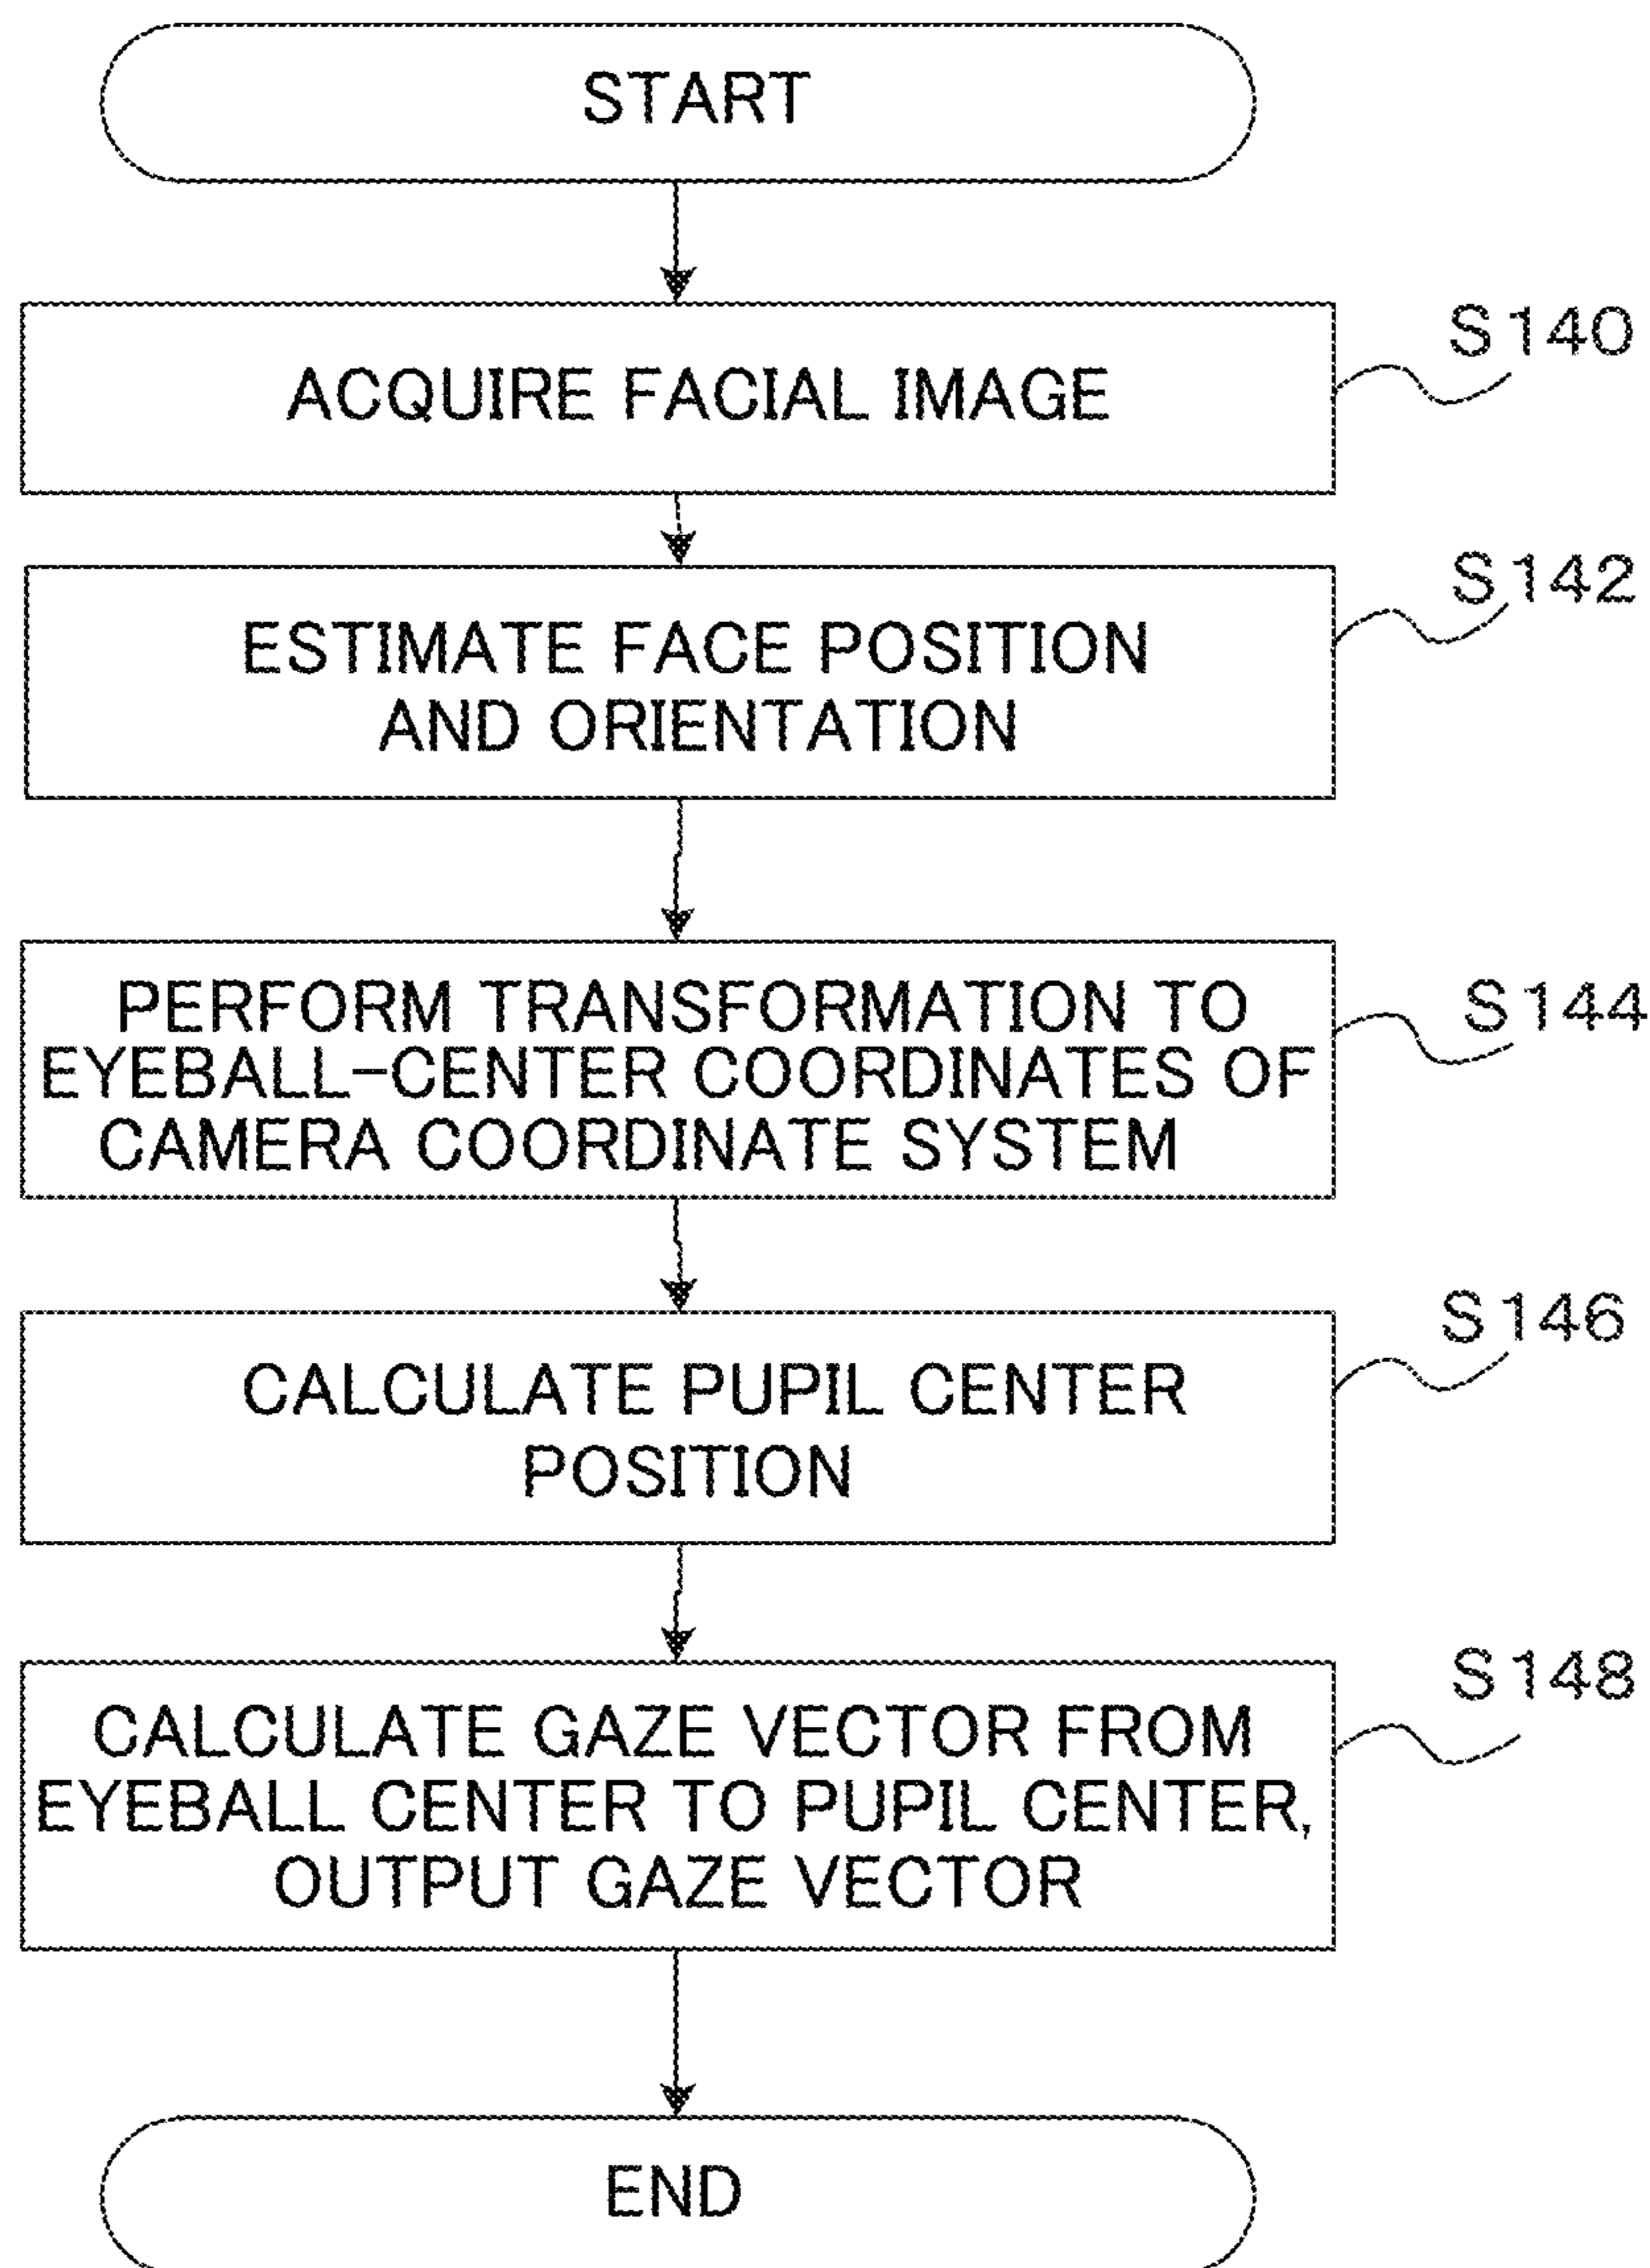 START
ACQUIRE FACIAL IMAGE
S140
ESTIMATE FACE POSITION
AND ORIENTATION
S142
PERFORM TRANSFORMATION TO
EYEBALL-CENTER COORDINATES OF
CAMERA COORDINATE SYSTEM
S144
CALCULATE PUPIL CENTER
POSITION
S146
CALCULATE GAZE VECTOR FROM
EYEBALL CENTER TO PUPIL CENTER,
OUTPUT GAZE VECTOR
S148
END